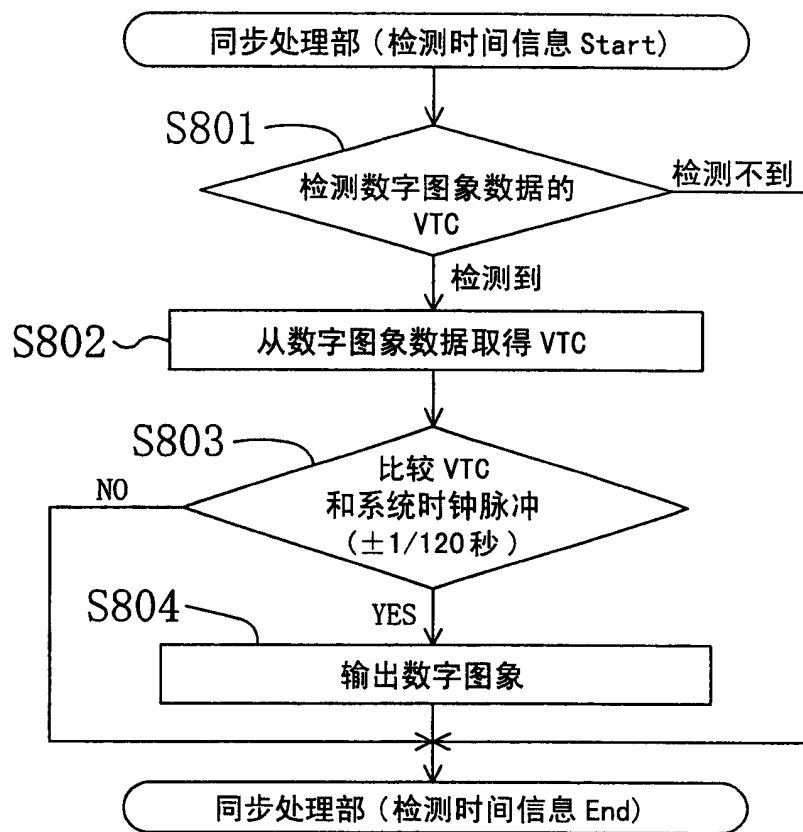 同步处理部（检测时间信息 Start）
S801
检测数字图象数据的
VTC
检测不到
检测到
S802
从数字图象数据取得 VTC
S803
比较 VTC
和系统时钟脉冲
（±1/120 秒）
NO
YES
S804
输出数字图象
同步处理部（检测时间信息 End）